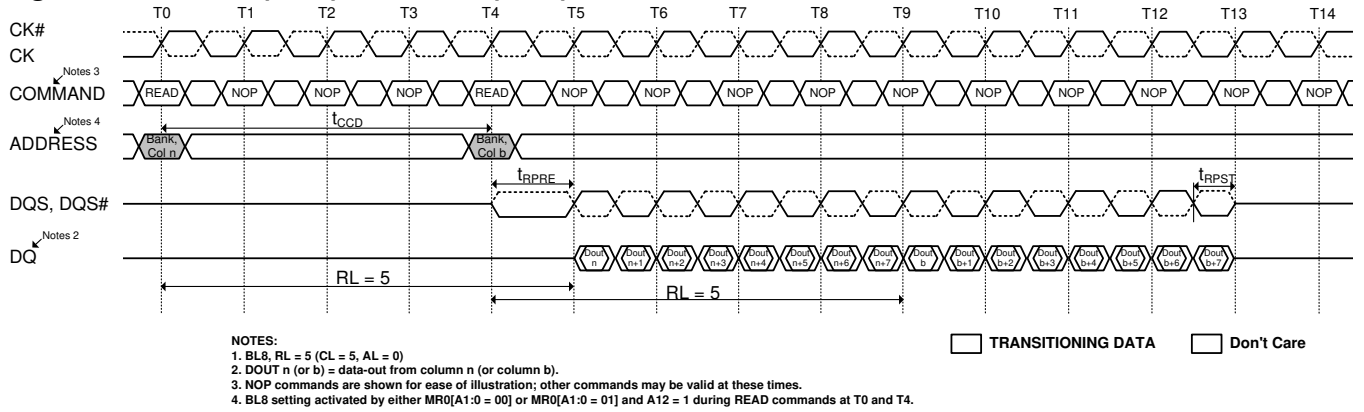 T0 T1 T2 T3 T4 T5 T6 T7 T8 T9 T10 T11 T12 T13 T14
CK#
CK
Notes 3
COMMAND READ NOP NOP NOP READ NOP NOP NOP NOP NOP NOP NOP NOP NOP NOP
tCCD
Notes 4
ADDRESS Bank, Col n Bank, Col b
tRPRE tRPST
DQS, DQS#
Notes 2
DQ Dout n Dout n+1 Dout n+2 Dout n+3 Dout n+4 Dout n+5 Dout n+6 Dout n+7 Dout b Dout b+1 Dout b+2 Dout b+3 Dout b+4 Dout b+5 Dout b+6 Dout b+7
RL = 5
RL = 5
NOTES:
1. BL8, RL = 5 (CL = 5, AL = 0)
2. DOUT n (or b) = data-out from column n (or column b).
3. NOP commands are shown for ease of illustration; other commands may be valid at these times.
4. BL8 setting activated by either MR0[A1:0 = 00] or MR0[A1:0 = 01] and A12 = 1 during READ commands at T0 and T4.
TRANSITIONING DATA Don't Care